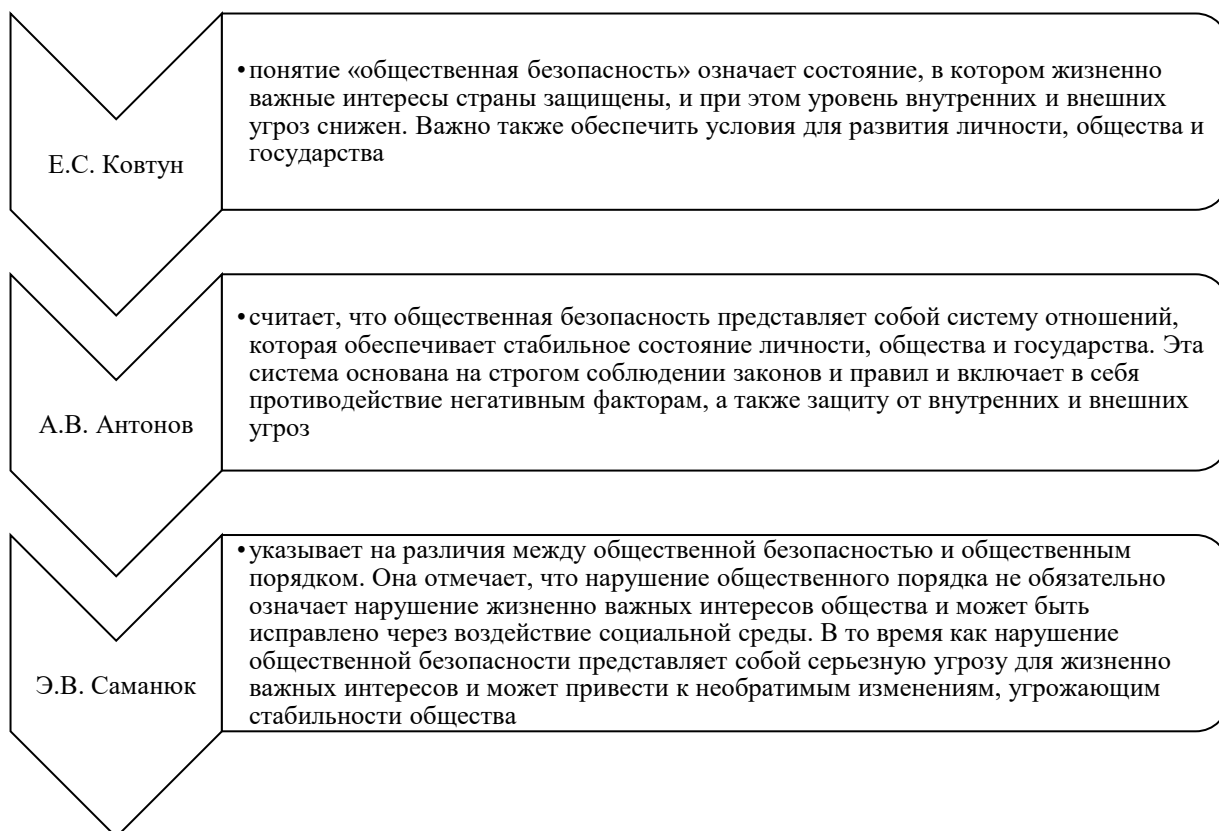 Е.С. Ковтун
•понятие «общественная безопасность» означает состояние, в котором жизненно
важные интересы страны защищены, и при этом уровень внутренних и внешних
угроз снижен. Важно также обеспечить условия для развития личности, общества и
государства
А.В. Антонов
•считает, что общественная безопасность представляет собой систему отношений,
которая обеспечивает стабильное состояние личности, общества и государства. Эта
система основана на строгом соблюдении законов и правил и включает в себя
противодействие негативным факторам, а также защиту от внутренних и внешних
угроз
Э.В. Саманюк
•указывает на различия между общественной безопасностью и общественным
порядком. Она отмечает, что нарушение общественного порядка не обязательно
означает нарушение жизненно важных интересов общества и может быть
исправлено через воздействие социальной среды. В то время как нарушение
общественной безопасности представляет собой серьезную угрозу для жизненно
важных интересов и может привести к необратимым изменениям, угрожающим
стабильности общества